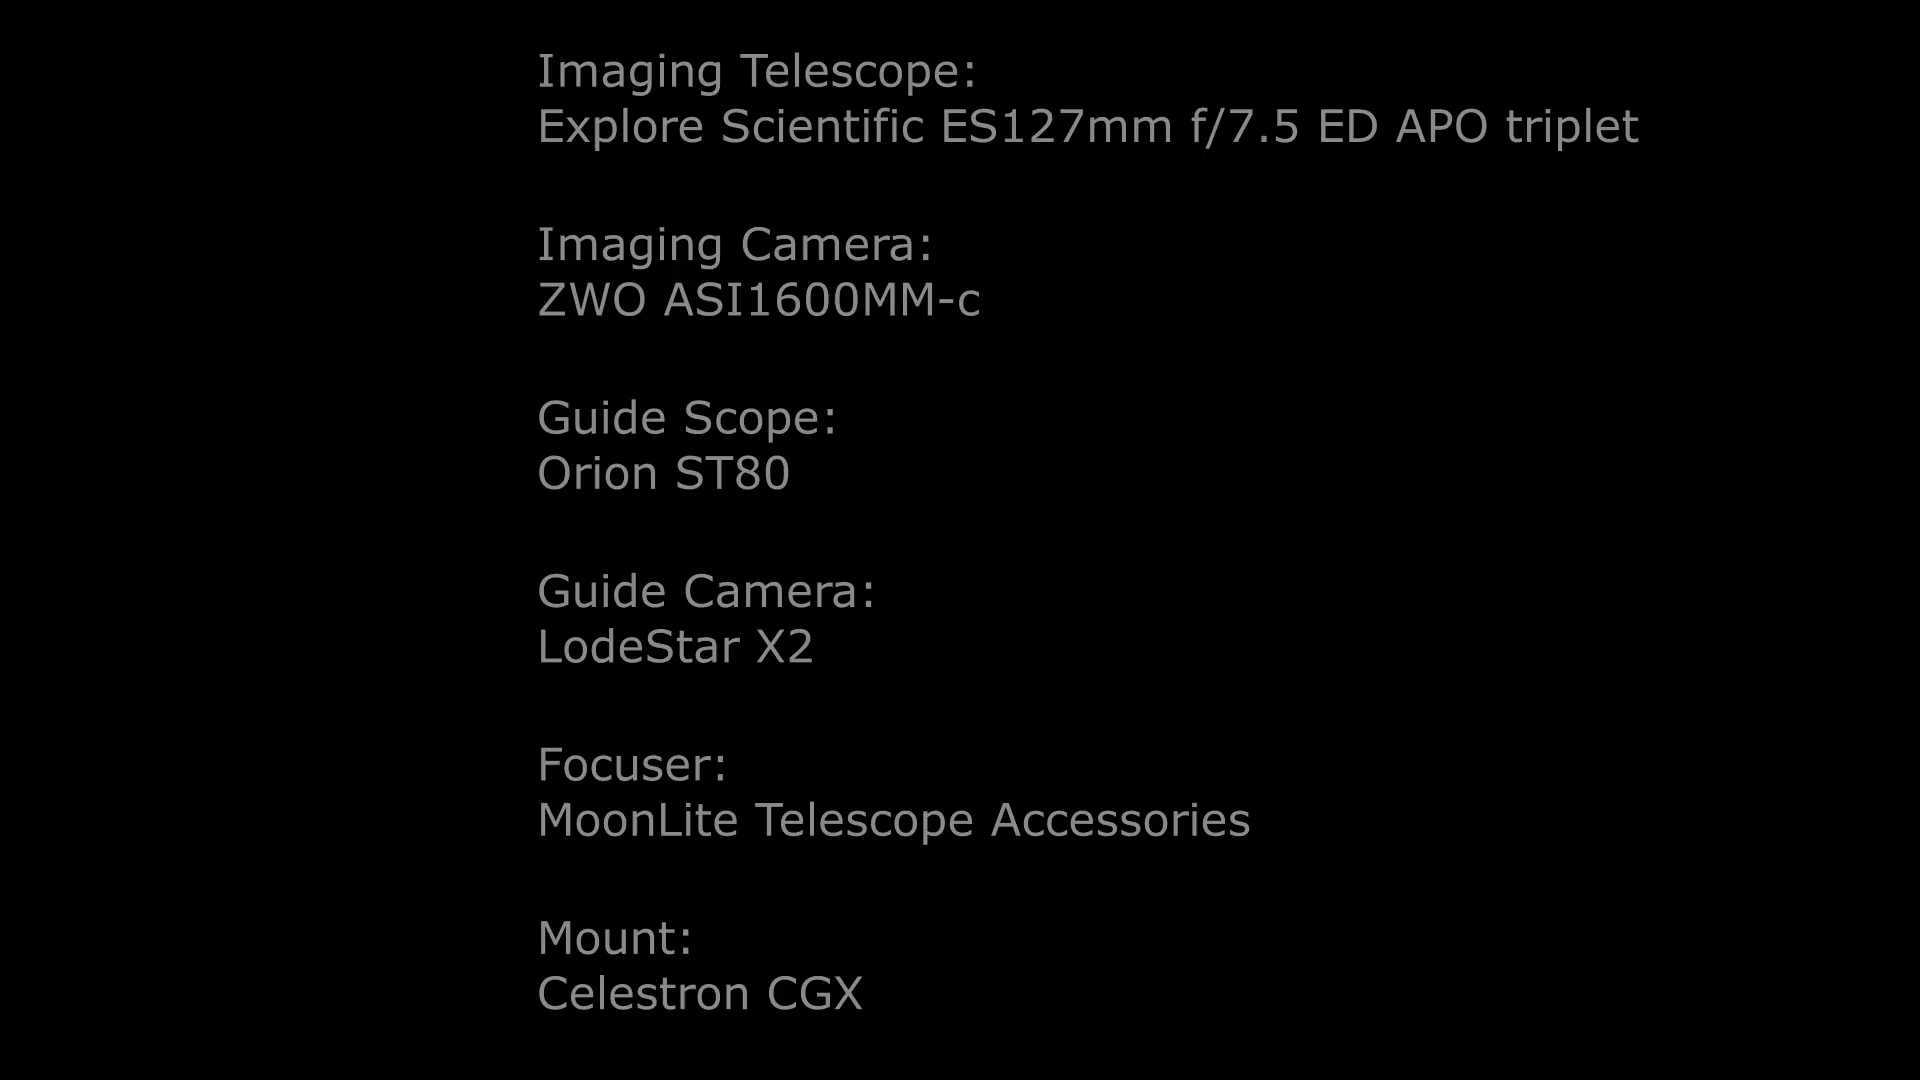 Imaging Telescope:
Explore Scientific ES127mm f/7.5 ED APO triplet
Imaging Camera:
ZWO ASI1600MM-c
Guide Scope:
Orion ST80
Guide Camera:
LodeStar X2
Focuser:
MoonLite Telescope Accessories
Mount:
Celestron CGX